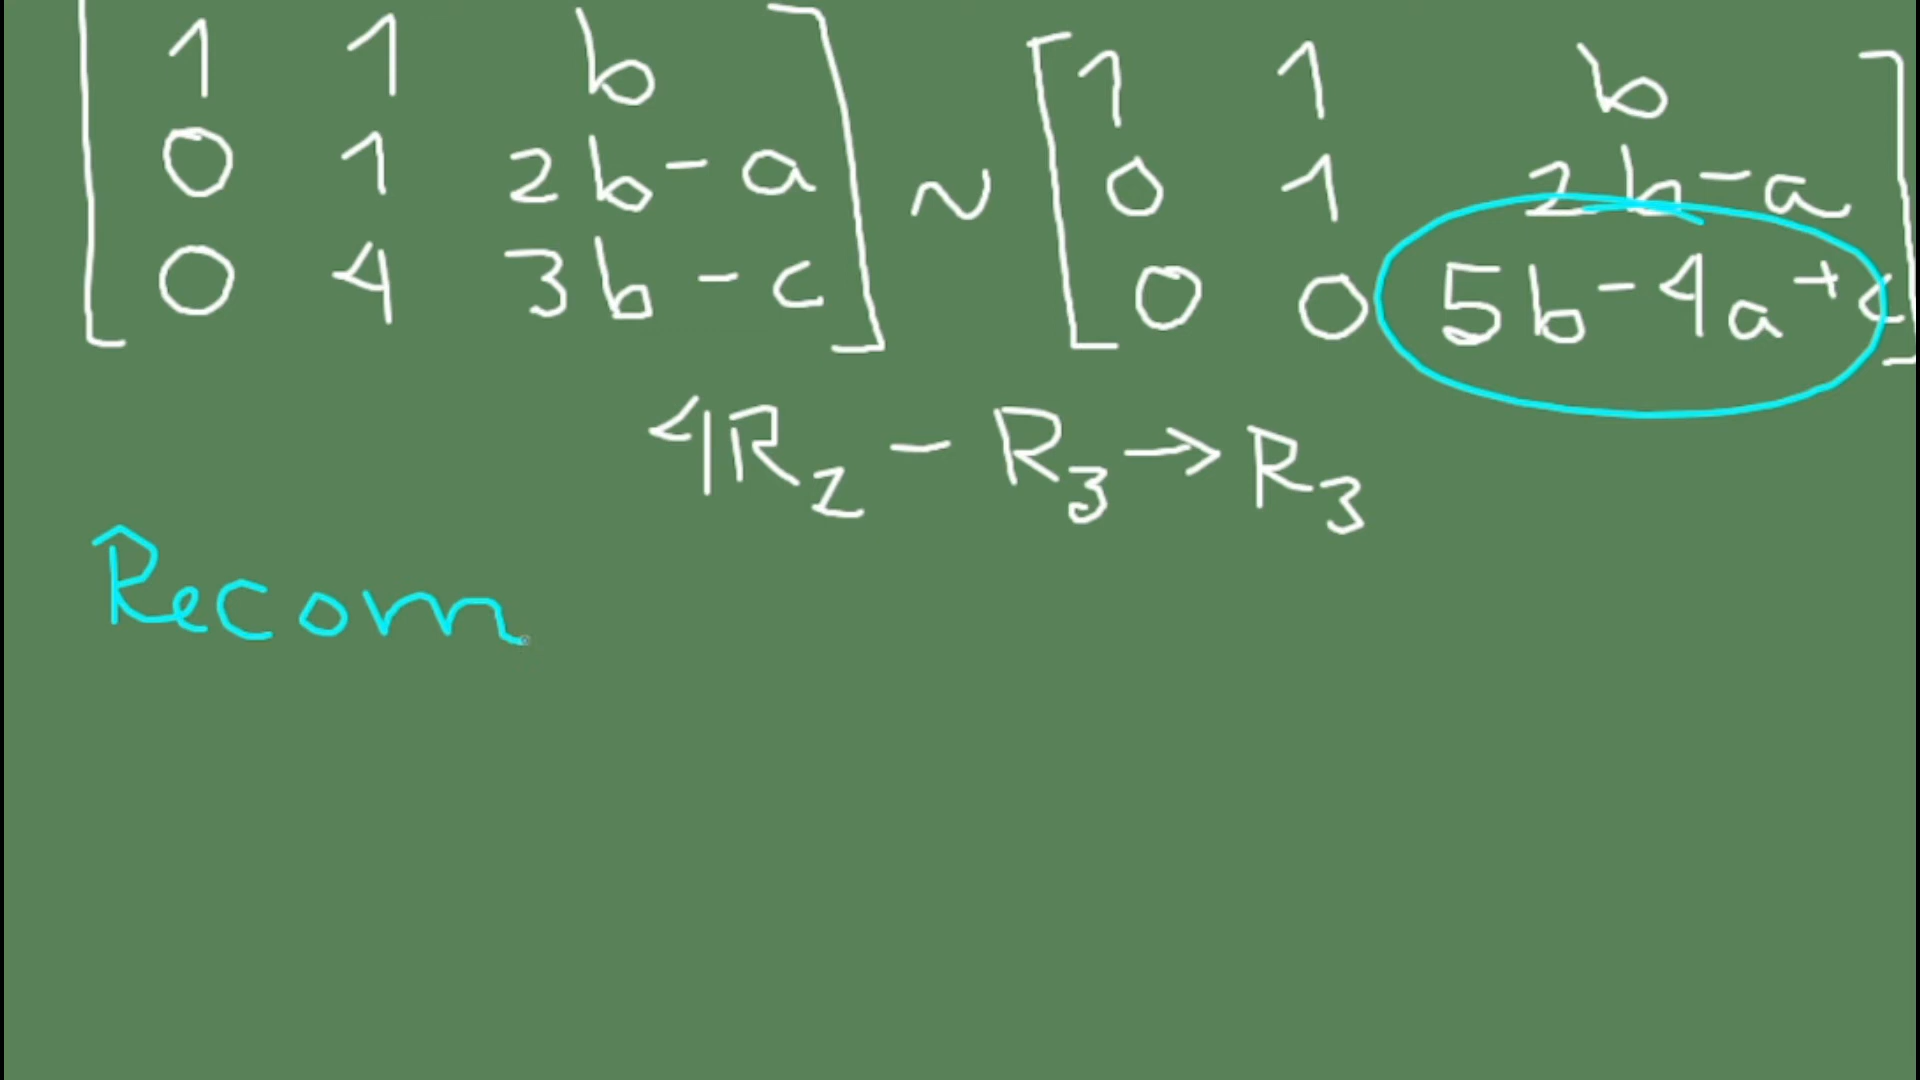 1 1 b ~ 1 1 b
0 1 2b-a 0 1 2b-a
0 4 3b-c 0 0 5b-4a+c
4R2 - R3 → R3
Recom